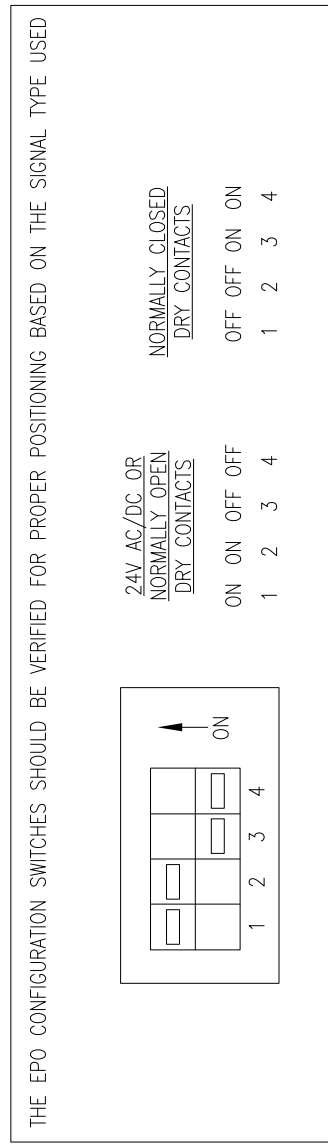 THE EPO CONFIGURATION SWITCHES SHOULD BE VERIFIED FOR PROPER POSITIONING BASED ON THE SIGNAL TYPE USED
ON
1 2 3 4
24V AC/DC OR
NORMALLY OPEN
DRY CONTACTS
ON ON OFF OFF
1 2 3 4
NORMALLY CLOSED
DRY CONTACTS
OFF OFF ON ON
1 2 3 4